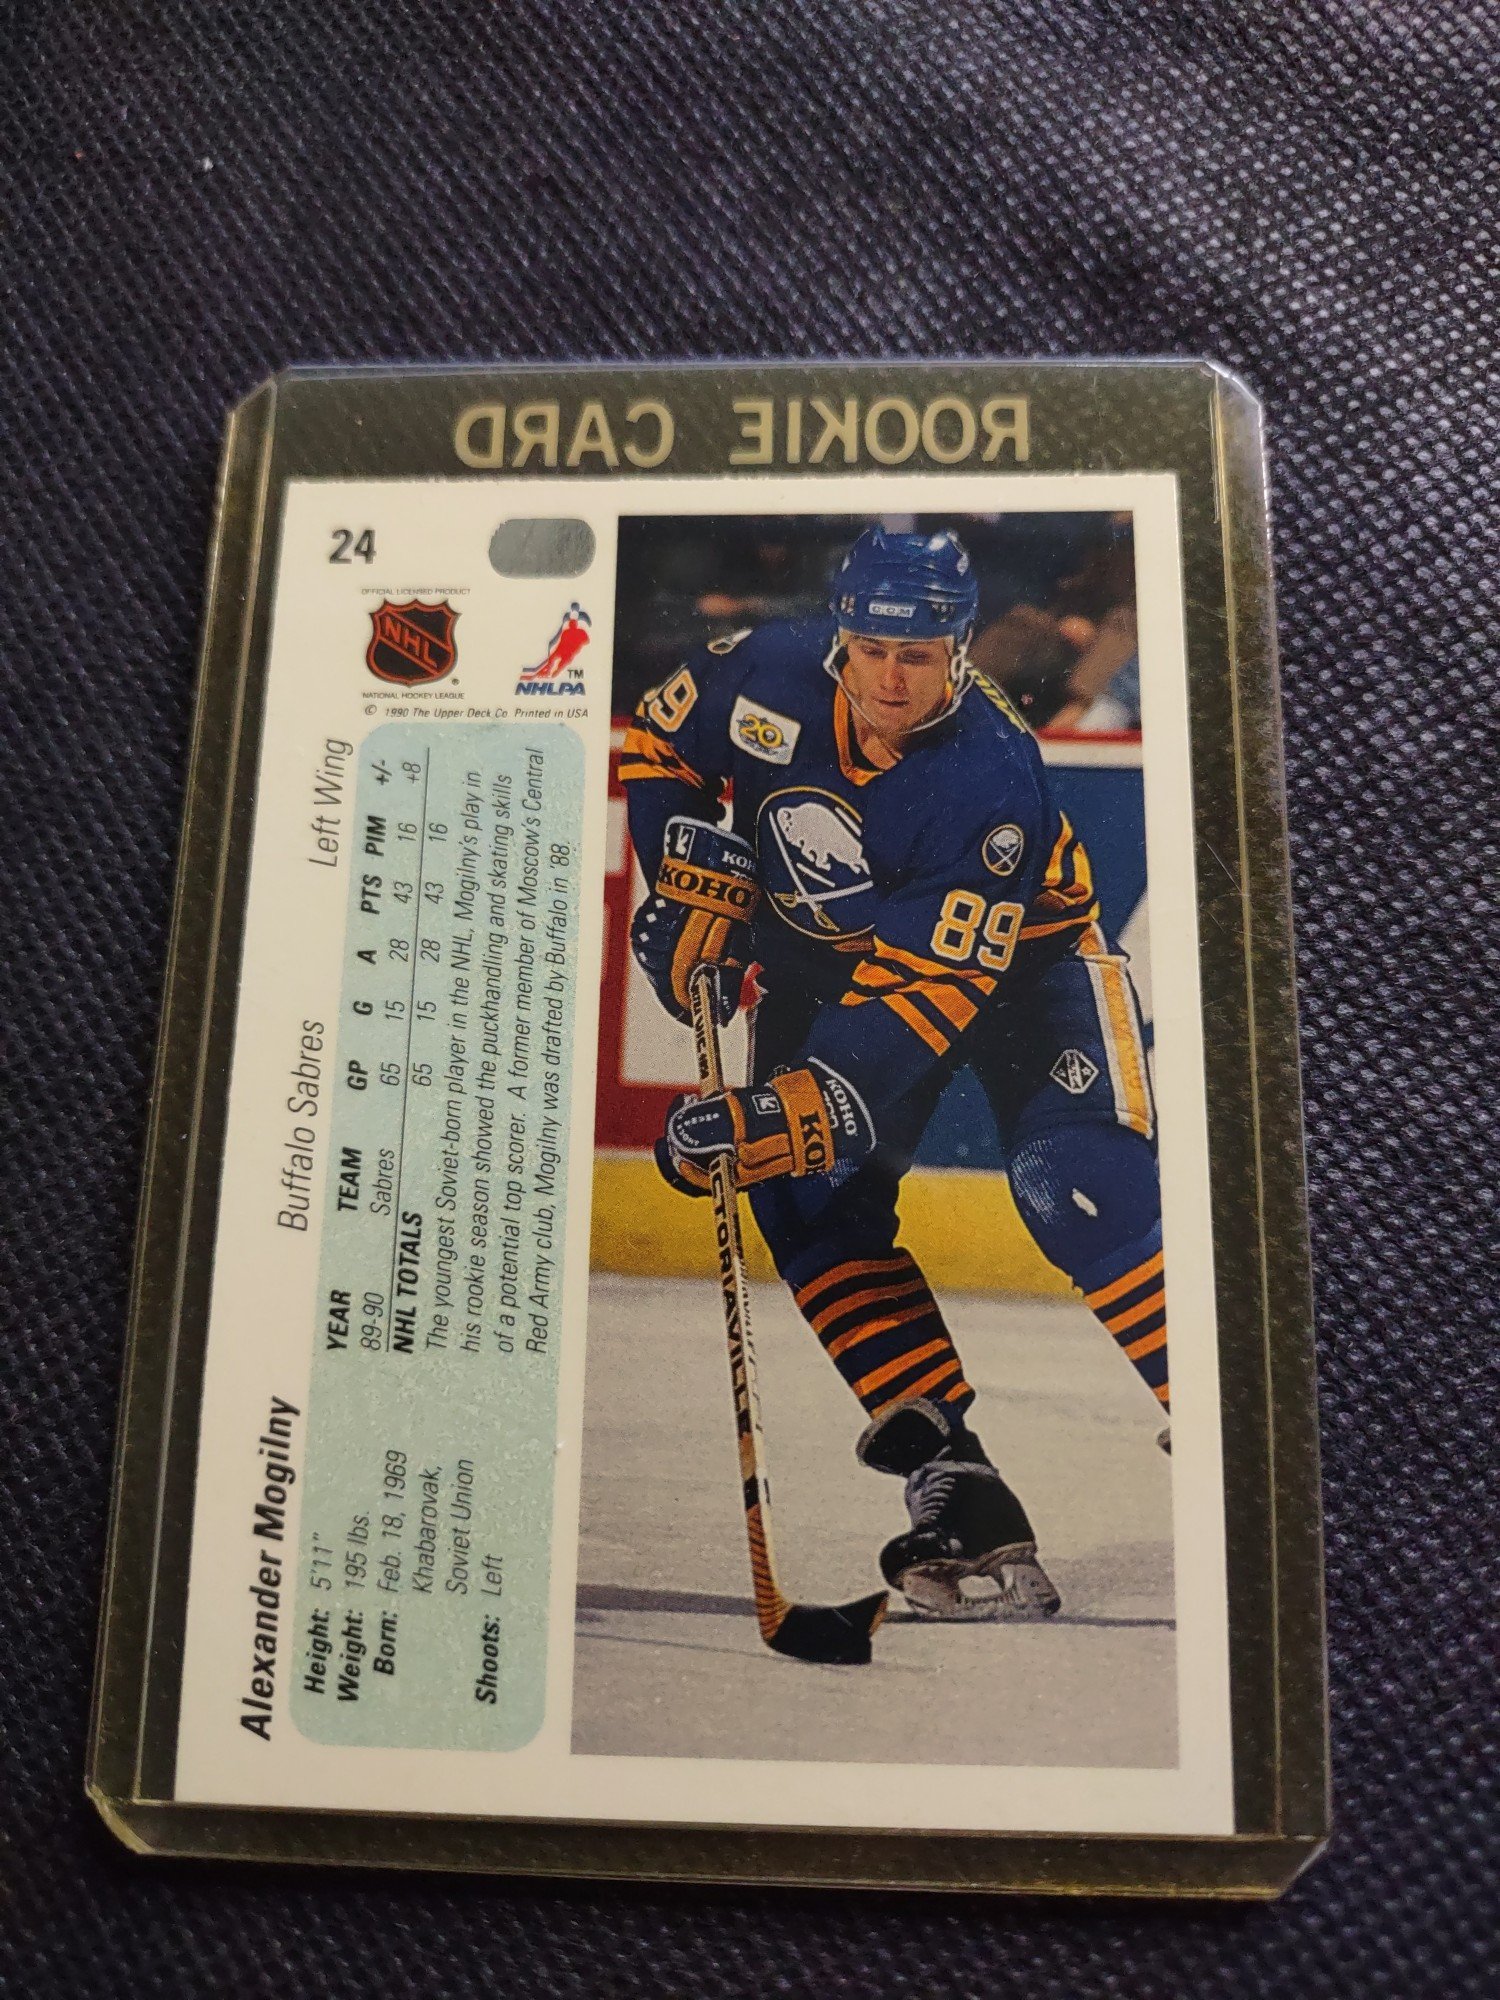 ROOKIE CARD
24
OFFICIAL LICENSED PRODUCT
NHL
®
NATIONAL HOCKEY LEAGUE
TM
NHLPA
© 1990 The Upper Deck Co. Printed in USA
Alexander Mogilny Buffalo Sabres Left Wing
Height: 5'11"
Weight: 195 lbs.
Born: Feb. 18, 1969
Khabarovak,
Soviet Union
Shoots: Left
YEAR TEAM GP G A PTS PIM +/-
89-90 Sabres 65 15 28 43 16 +8
NHL TOTALS 65 15 28 43 16
The youngest Soviet-born player in the NHL, Mogilny's play in
his rookie season showed the puckhandling and skating skills
of a potential top scorer. A former member of Moscow's Central
Red Army club, Mogilny was drafted by Buffalo in '88.
CCM
89
20
KOHO
KOHO
89
KOHO
KO
VICTORIAVILLE